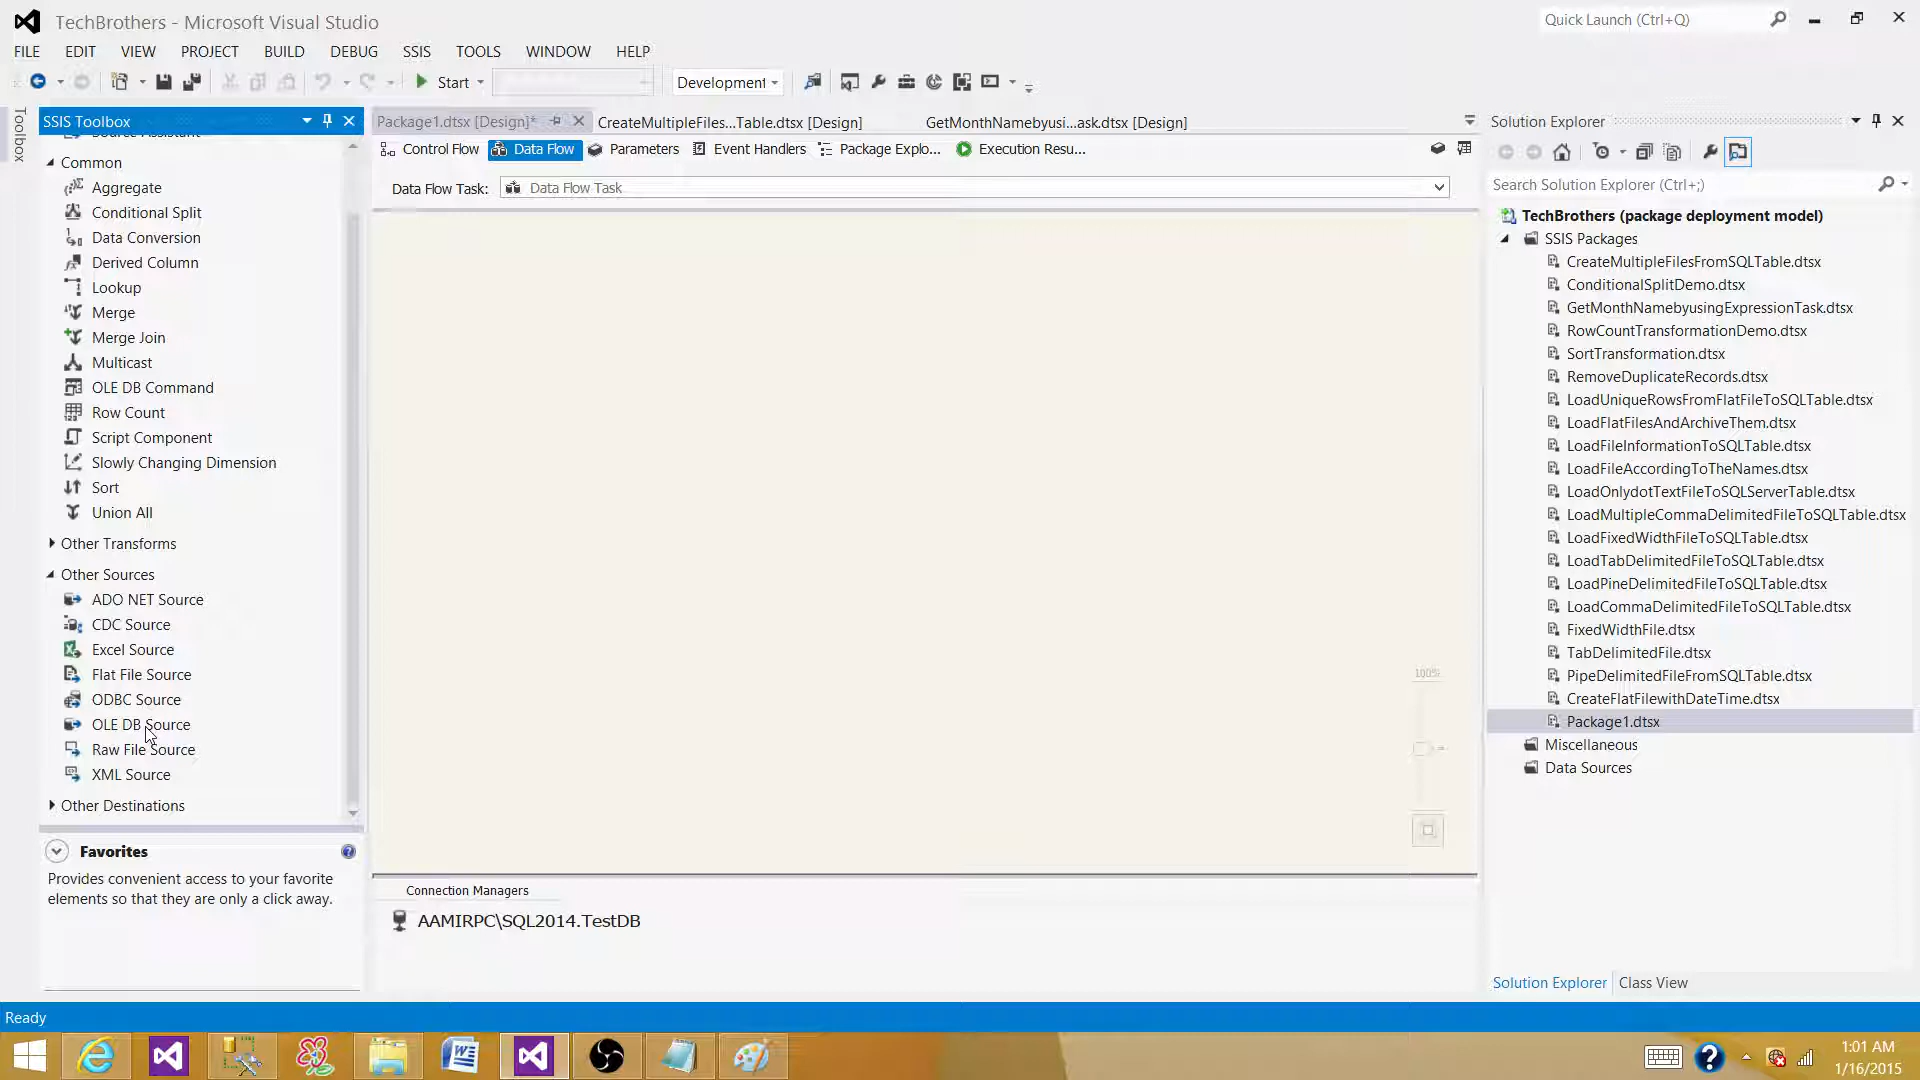 TechBrothers - Microsoft Visual Studio
Quick Launch (Ctrl+Q)
FILE EDIT VIEW PROJECT BUILD DEBUG SSIS TOOLS WINDOW HELP
Start
Development
Toolbox
SSIS Toolbox
Package1.dtsx [Design]*
CreateMultipleFiles...Table.dtsx [Design]
GetMonthNamebyusi...ask.dtsx [Design]
Solution Explorer
Source Assistant
Common
Aggregate
Conditional Split
Data Conversion
Derived Column
Lookup
Merge
Merge Join
Multicast
OLE DB Command
Row Count
Script Component
Slowly Changing Dimension
Sort
Union All
Other Transforms
Other Sources
ADO NET Source
CDC Source
Excel Source
Flat File Source
ODBC Source
OLE DB Source
Raw File Source
XML Source
Other Destinations
Favorites
Provides convenient access to your favorite
elements so that they are only a click away.
Control Flow
Data Flow
Parameters
Event Handlers
Package Explo...
Execution Resu...
Data Flow Task:
Data Flow Task
100%
Connection Managers
AAMIRPC\SQL2014.TestDB
Search Solution Explorer (Ctrl+;)
TechBrothers (package deployment model)
SSIS Packages
CreateMultipleFilesFromSQLTable.dtsx
ConditionalSplitDemo.dtsx
GetMonthNamebyusingExpressionTask.dtsx
RowCountTransformationDemo.dtsx
SortTransformation.dtsx
RemoveDuplicateRecords.dtsx
LoadUniqueRowsFromFlatFileToSQLTable.dtsx
LoadFlatFilesAndArchiveThem.dtsx
LoadFileInformationToSQLTable.dtsx
LoadFileAccordingToTheNames.dtsx
LoadOnlydotTextFileToSQLServerTable.dtsx
LoadMultipleCommaDelimitedFileToSQLTable.dtsx
LoadFixedWidthFileToSQLTable.dtsx
LoadTabDelimitedFileToSQLTable.dtsx
LoadPineDelimitedFileToSQLTable.dtsx
LoadCommaDelimitedFileToSQLTable.dtsx
FixedWidthFile.dtsx
TabDelimitedFile.dtsx
PipeDelimitedFileFromSQLTable.dtsx
CreateFlatFilewithDateTime.dtsx
Package1.dtsx
Miscellaneous
Data Sources
Solution Explorer
Class View
Ready
1:01 AM
1/16/2015